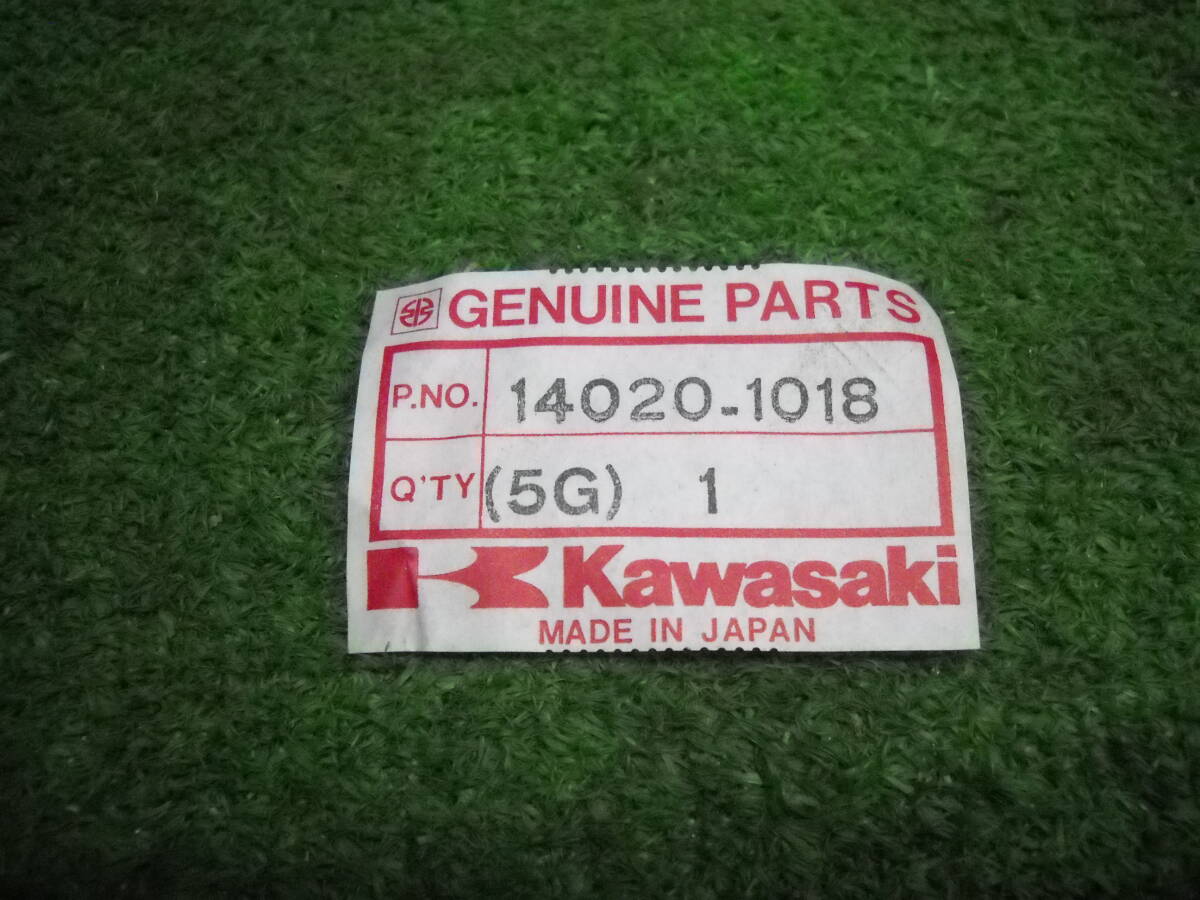 GENUINE PARTS
P.NO. 14020-1018
Q'TY (5G) 1
Kawasaki
MADE IN JAPAN